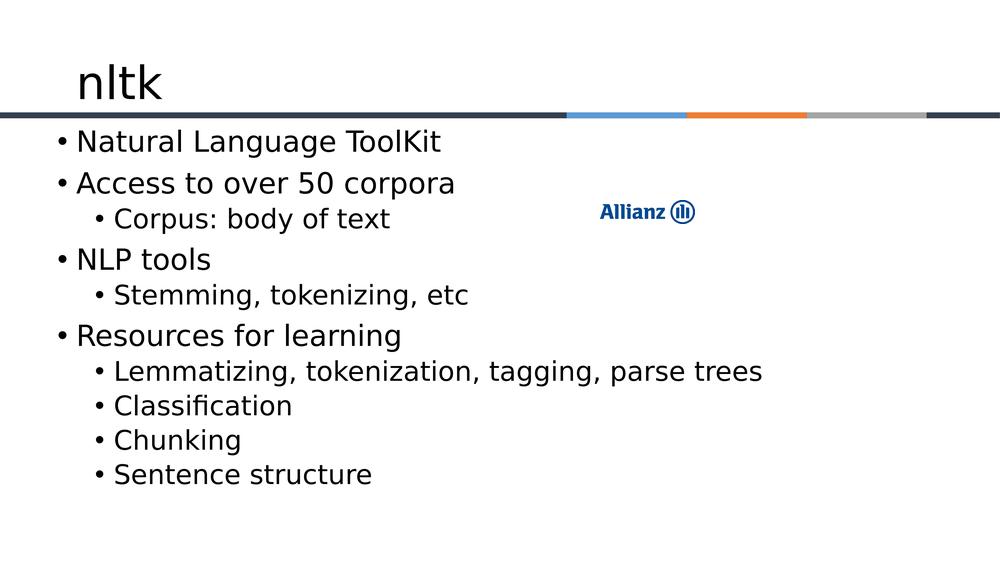 nltk
• Natural Language ToolKit
• Access to over 50 corpora
• Corpus: body of text
Allianz
• NLP tools
• Stemming, tokenizing, etc
• Resources for learning
• Lemmatizing, tokenization, tagging, parse trees
• Classification
• Chunking
• Sentence structure